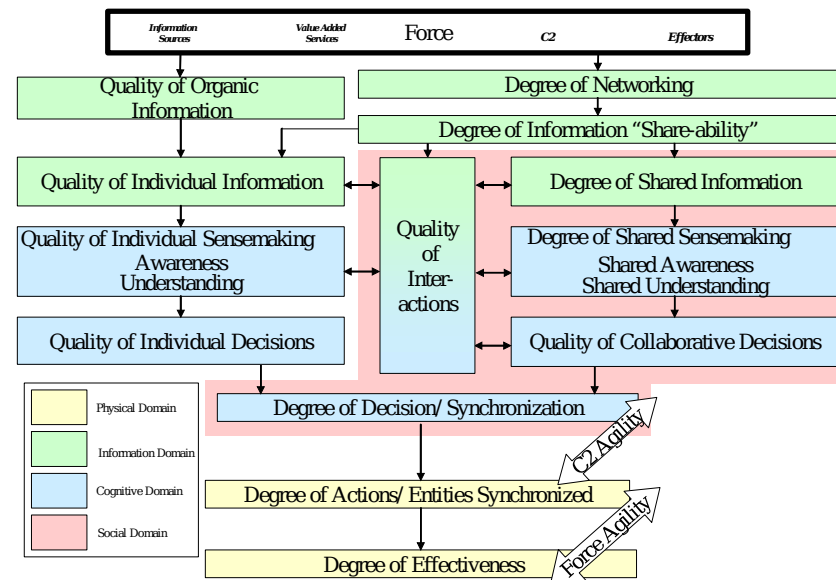 Information
Sources
Value Added
Services
Force
C2
Effectors
Quality of Organic
Information
Degree of Networking
Degree of Information “Share-ability”
Quality of Individual Information
Quality
of
Inter-
actions
Degree of Shared Information
Quality of Individual Sensemaking
Awareness
Understanding
Degree of Shared Sensemaking
Shared Awareness
Shared Understanding
Quality of Individual Decisions
Quality of Collaborative Decisions
Degree of Decision/ Synchronization
C2 Agility
Degree of Actions/ Entities Synchronized
Force Agility
Degree of Effectiveness
Physical Domain
Information Domain
Cognitive Domain
Social Domain